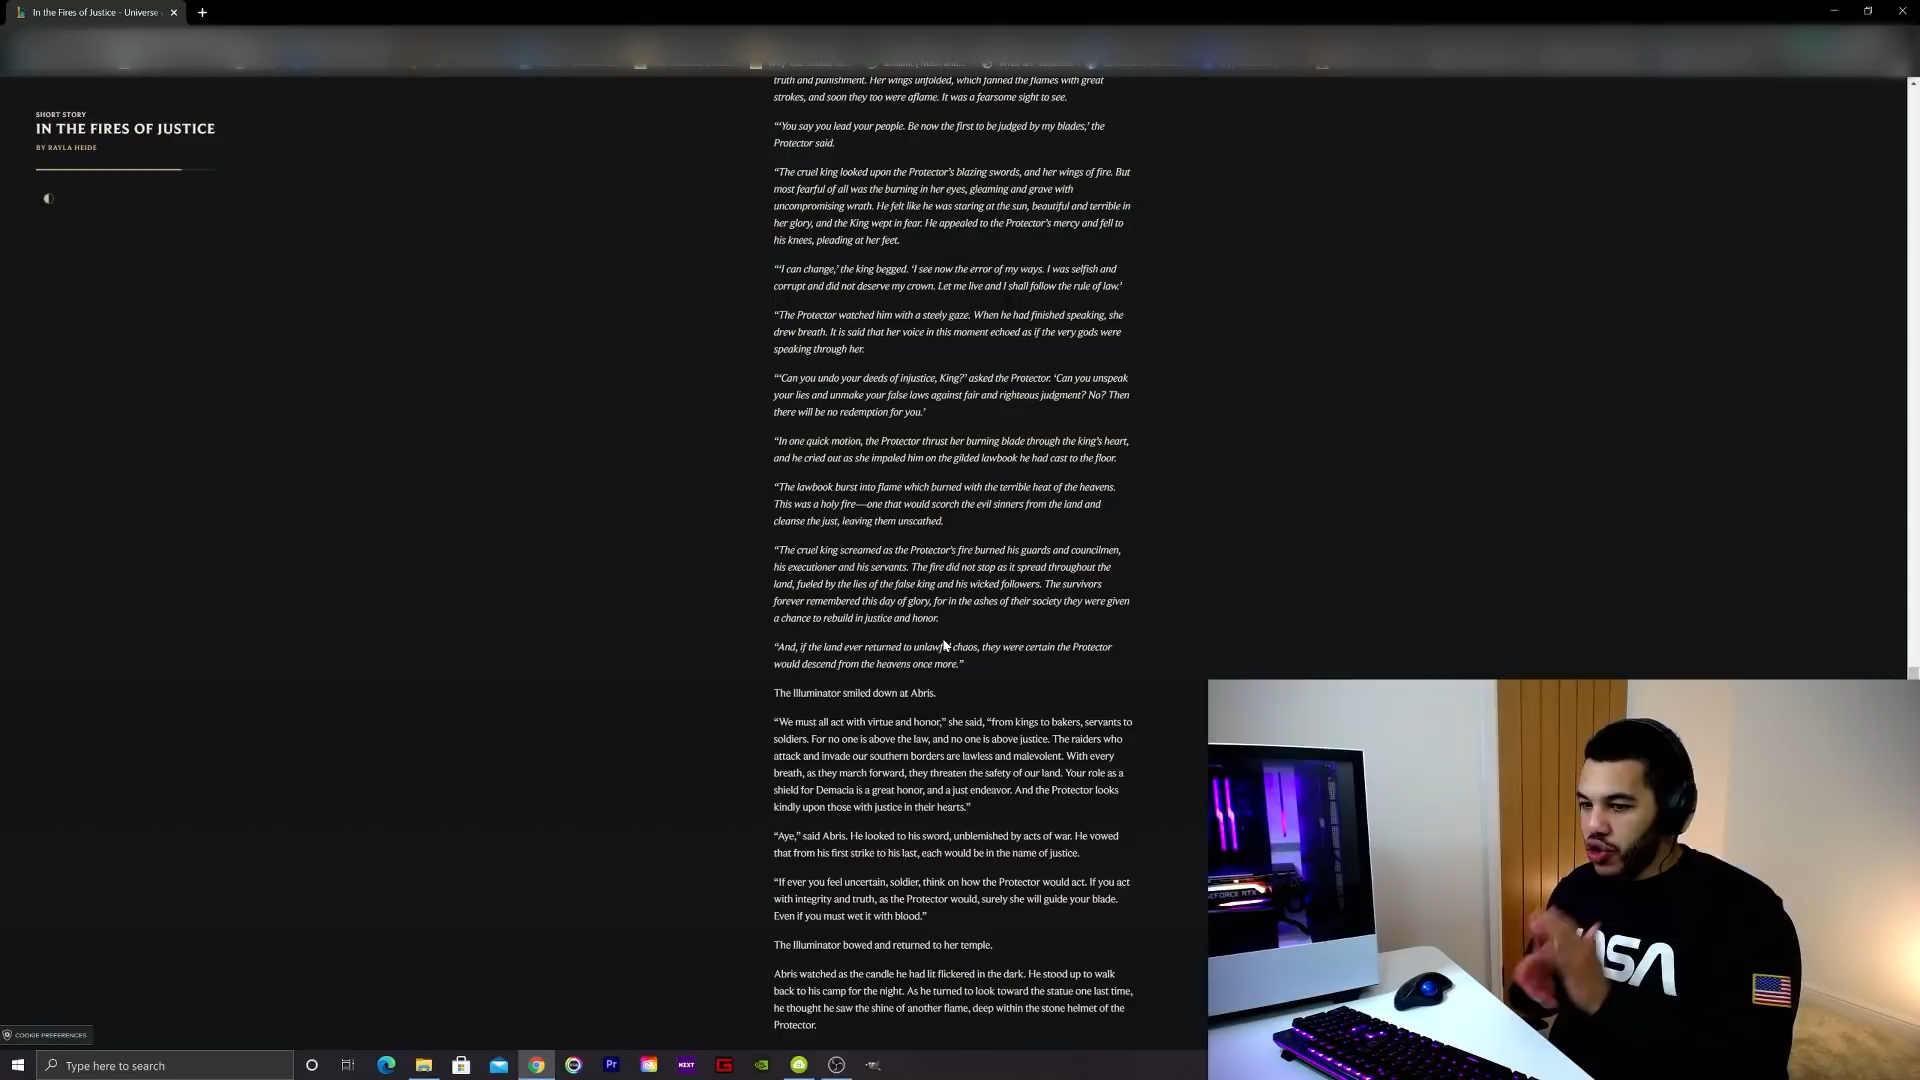 In the Fires of Justice - Universe
SHORT STORY
IN THE FIRES OF JUSTICE
BY RAYLA HEIDE
truth and punishment. Her wings unfolded, which fanned the flames with great
strokes, and soon they too were aflame. It was a fearsome sight to see.
“‘You say you lead your people. Be now the first to be judged by my blades,’ the
Protector said.
“The cruel king looked upon the Protector’s blazing swords, and her wings of fire. But
most fearful of all was the burning in her eyes, gleaming and grave with
uncompromising wrath. He felt like he was staring at the sun, beautiful and terrible in
her glory, and the King wept in fear. He appealed to the Protector’s mercy and fell to
his knees, pleading at her feet.
“‘I can change,’ the king begged. ‘I see now the error of my ways. I was selfish and
corrupt and did not deserve my crown. Let me live and I shall follow the rule of law.’
“The Protector watched him with a steely gaze. When he had finished speaking, she
drew breath. It is said that her voice in this moment echoed as if the very gods were
speaking through her.
“‘Can you undo your deeds of injustice, King?’ asked the Protector. ‘Can you unspeak
your lies and unmake your false laws against fair and righteous judgment? No? Then
there will be no redemption for you.’
“In one quick motion, the Protector thrust her burning blade through the king’s heart,
and he cried out as she impaled him on the gilded lawbook he had cast to the floor.
“The lawbook burst into flame which burned with the terrible heat of the heavens.
This was a holy fire—one that would scorch the evil sinners from the land and
cleanse the just, leaving them unscathed.
“The cruel king screamed as the Protector’s fire burned his guards and councilmen,
his executioner and his servants. The fire did not stop as it spread throughout the
land, fueled by the lies of the false king and his wicked followers. The survivors
forever remembered this day of glory, for in the ashes of their society they were given
a chance to rebuild in justice and honor.
“And, if the land ever returned to unlawful chaos, they were certain the Protector
would descend from the heavens once more.”
The Illuminator smiled down at Abris.
“We must all act with virtue and honor,” she said, “from kings to bakers, servants to
soldiers. For no one is above the law, and no one is above justice. The raiders who
attack and invade our southern borders are lawless and malevolent. With every
breath, as they march forward, they threaten the safety of our land. Your role as a
shield for Demacia is a great honor, and a just endeavor. And the Protector looks
kindly upon those with justice in their hearts.”
“Aye,” said Abris. He looked to his sword, unblemished by acts of war. He vowed
that from his first strike to his last, each would be in the name of justice.
“If ever you feel uncertain, soldier, think on how the Protector would act. If you act
with integrity and truth, as the Protector would, surely she will guide your blade.
Even if you must wet it with blood.”
The Illuminator bowed and returned to her temple.
Abris watched as the candle he had lit flickered in the dark. He stood up to walk
back to his camp for the night. As he turned to look toward the statue one last time,
he thought he saw the shine of another flame, deep within the stone helmet of the
Protector.
GEFORCE RTX
NASA
COOKIE PREFERENCES
Type here to search
Pr
NEXT